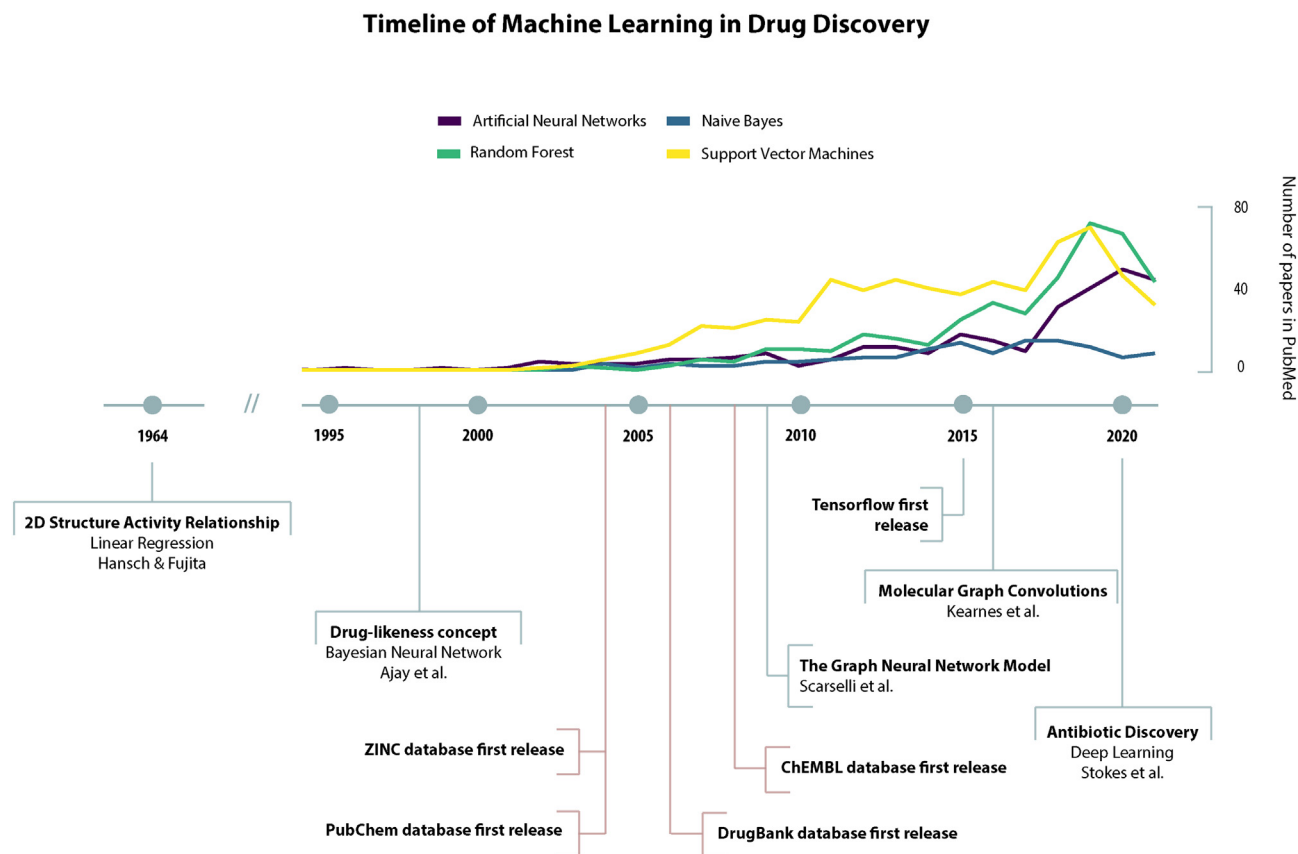 Timeline of Machine Learning in Drug Discovery
Artificial Neural Networks
Naive Bayes
Random Forest
Support Vector Machines
80
40
0
Number of papers in PubMed
//
1964
1995
2000
2005
2010
2015
2020
2D Structure Activity Relationship
Linear Regression
Hansch & Fujita
Drug-likeness concept
Bayesian Neural Network
Ajay et al.
ZINC database first release
PubChem database first release
Tensorflow first
release
Molecular Graph Convolutions
Kearnes et al.
The Graph Neural Network Model
Scarselli et al.
Antibiotic Discovery
Deep Learning
Stokes et al.
ChEMBL database first release
DrugBank database first release